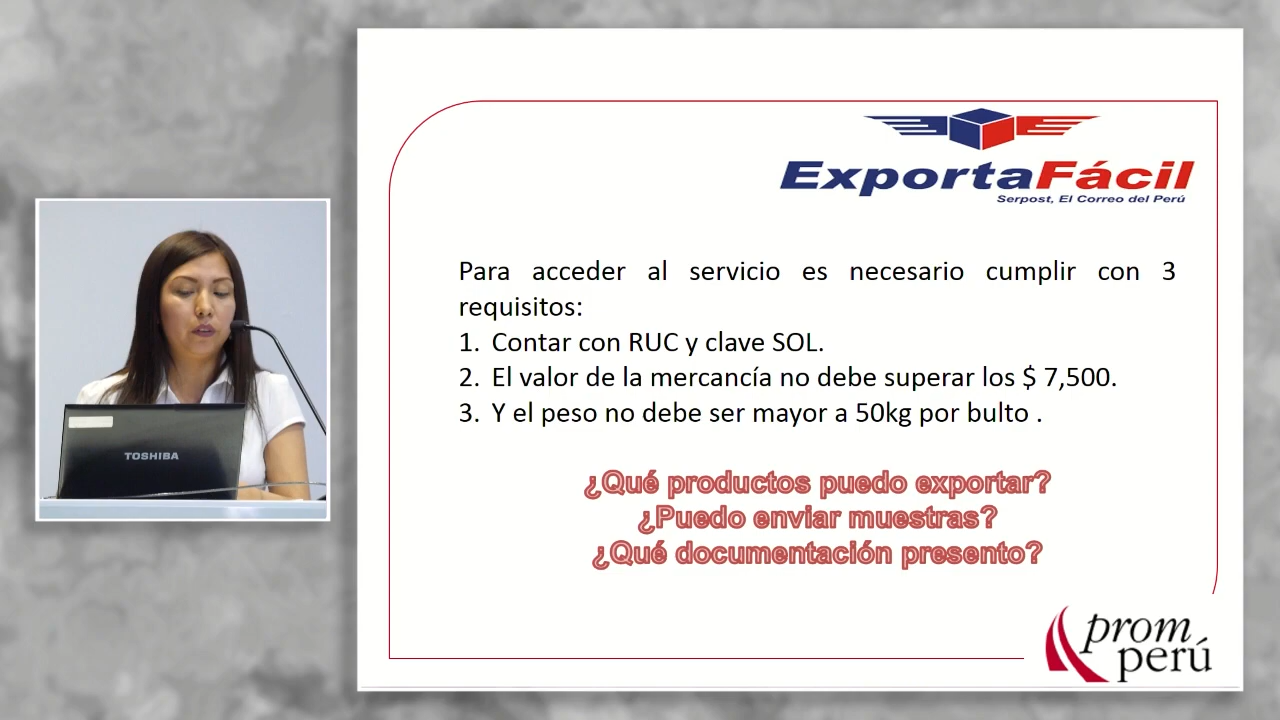 ExportaFácil
Serpost, El Correo del Perú
Para acceder al servicio es necesario cumplir con 3
requisitos:
1. Contar con RUC y clave SOL.
2. El valor de la mercancía no debe superar los $ 7,500.
3. Y el peso no debe ser mayor a 50kg por bulto .
¿Qué productos puedo exportar?
¿Puedo enviar muestras?
¿Qué documentación presento?
TOSHIBA
prom
perú